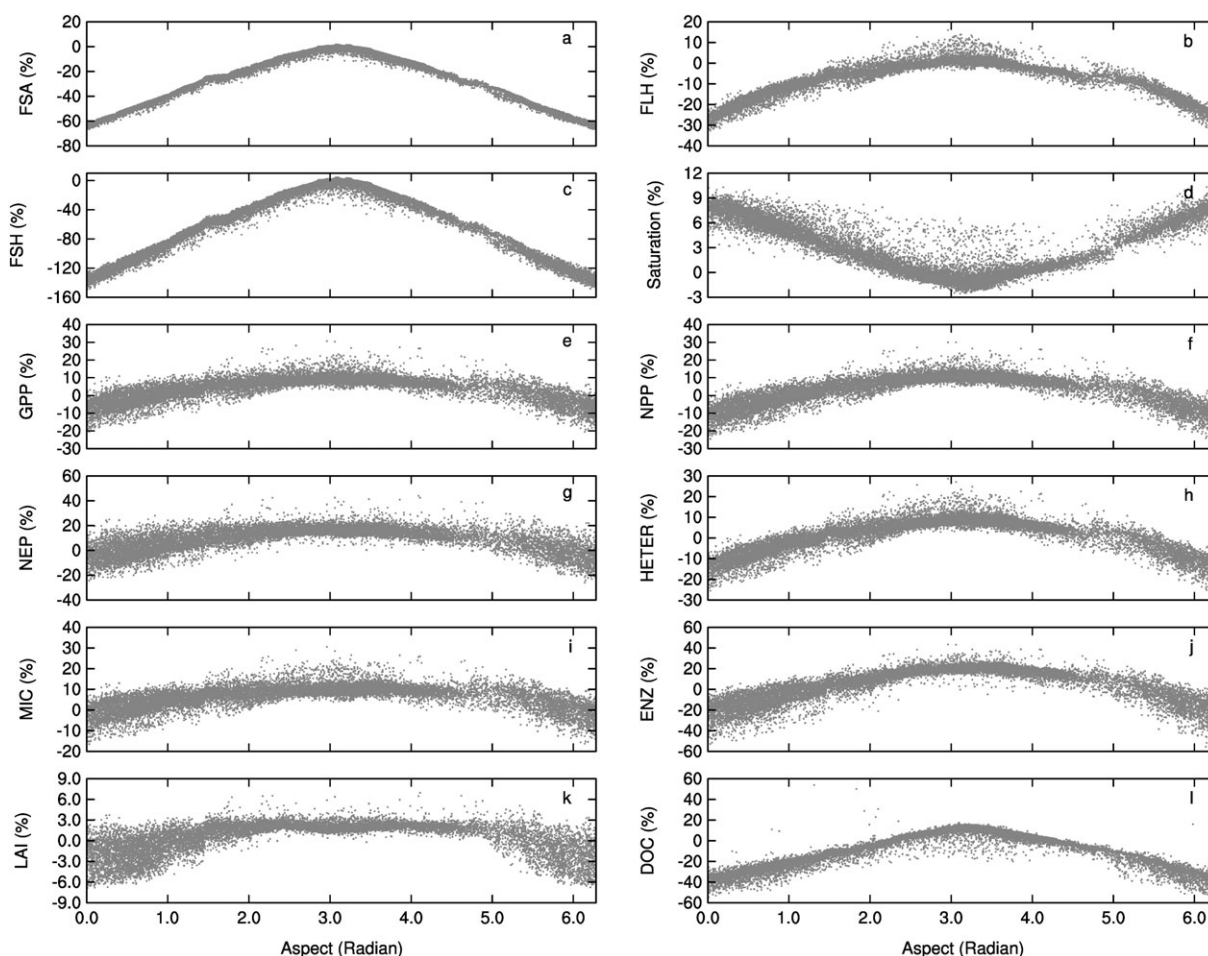 FSA (%)
20
0
-20
-40
-60
-80
a
FLH (%)
20
10
0
-10
-20
-30
-40
b
FSH (%)
0
-40
-80
-120
-160
c
Saturation (%)
12
9
6
3
0
-3
d
GPP (%)
40
30
20
10
0
-10
-20
-30
e
NPP (%)
40
30
20
10
0
-10
-20
-30
f
NEP (%)
60
40
20
0
-20
-40
g
HETER (%)
30
20
10
0
-10
-20
-30
h
MIC (%)
40
30
20
10
0
-10
-20
i
ENZ (%)
60
40
20
0
-20
-40
-60
j
LAI (%)
9.0
6.0
3.0
0.0
-3.0
-6.0
-9.0
k
0.0 1.0 2.0 3.0 4.0 5.0 6.0
Aspect (Radian)
DOC (%)
60
40
20
0
-20
-40
-60
l
0.0 1.0 2.0 3.0 4.0 5.0 6.0
Aspect (Radian)